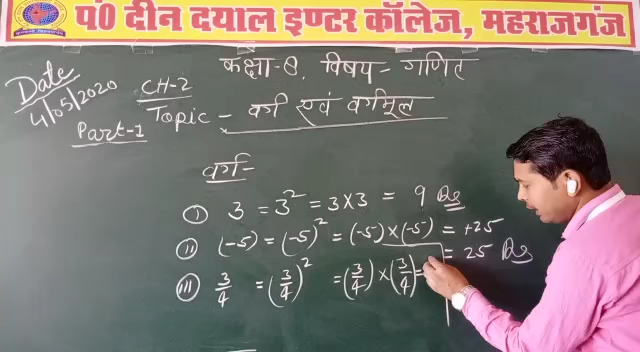 पं0 दीन दयाल इण्टर कॉलेज, महराजगंज
कक्षा-8. विषय- गणित
Date
4/05/2020
CH-2
Part-1
Topic - वर्ग एवं वर्गमूल
वर्ग-
(i) 3 = 3² = 3×3 = 9 Ans
(ii) (-5) = (-5)² = (-5)×(-5) = +25
= 25 Ans
(iii) 3/4 = (3/4)² = (3/4)×(3/4) =